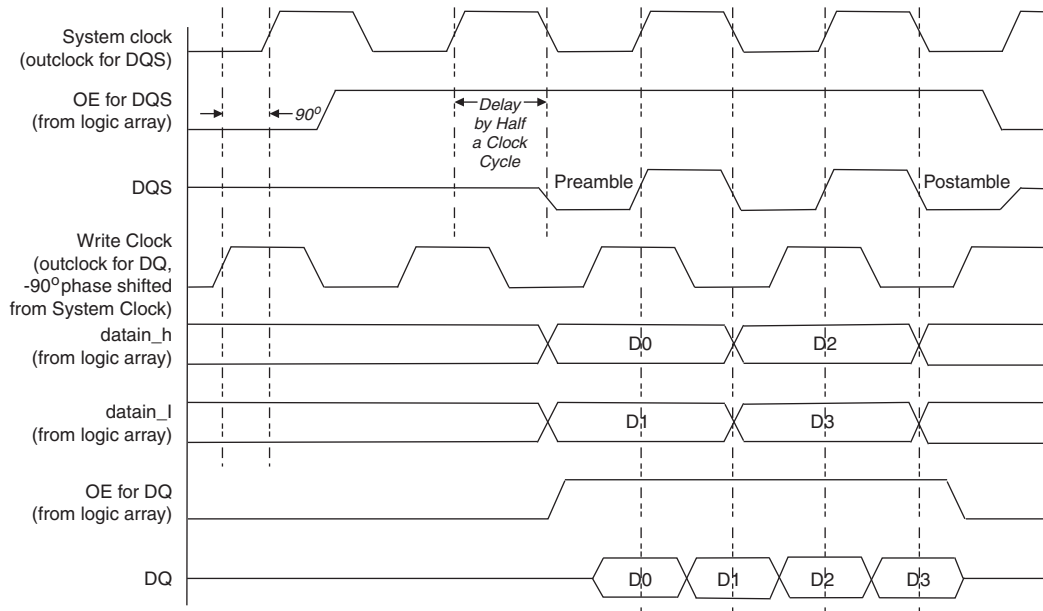 System clock
(outclock for DQS)
OE for DQS
(from logic array)
90o
Delay
by Half
a Clock
Cycle
DQS
Preamble
Postamble
Write Clock
(outclock for DQ,
-90o phase shifted
from System Clock)
datain_h
(from logic array)
D0
D2
datain_l
(from logic array)
D1
D3
OE for DQ
(from logic array)
DQ
D0
D1
D2
D3